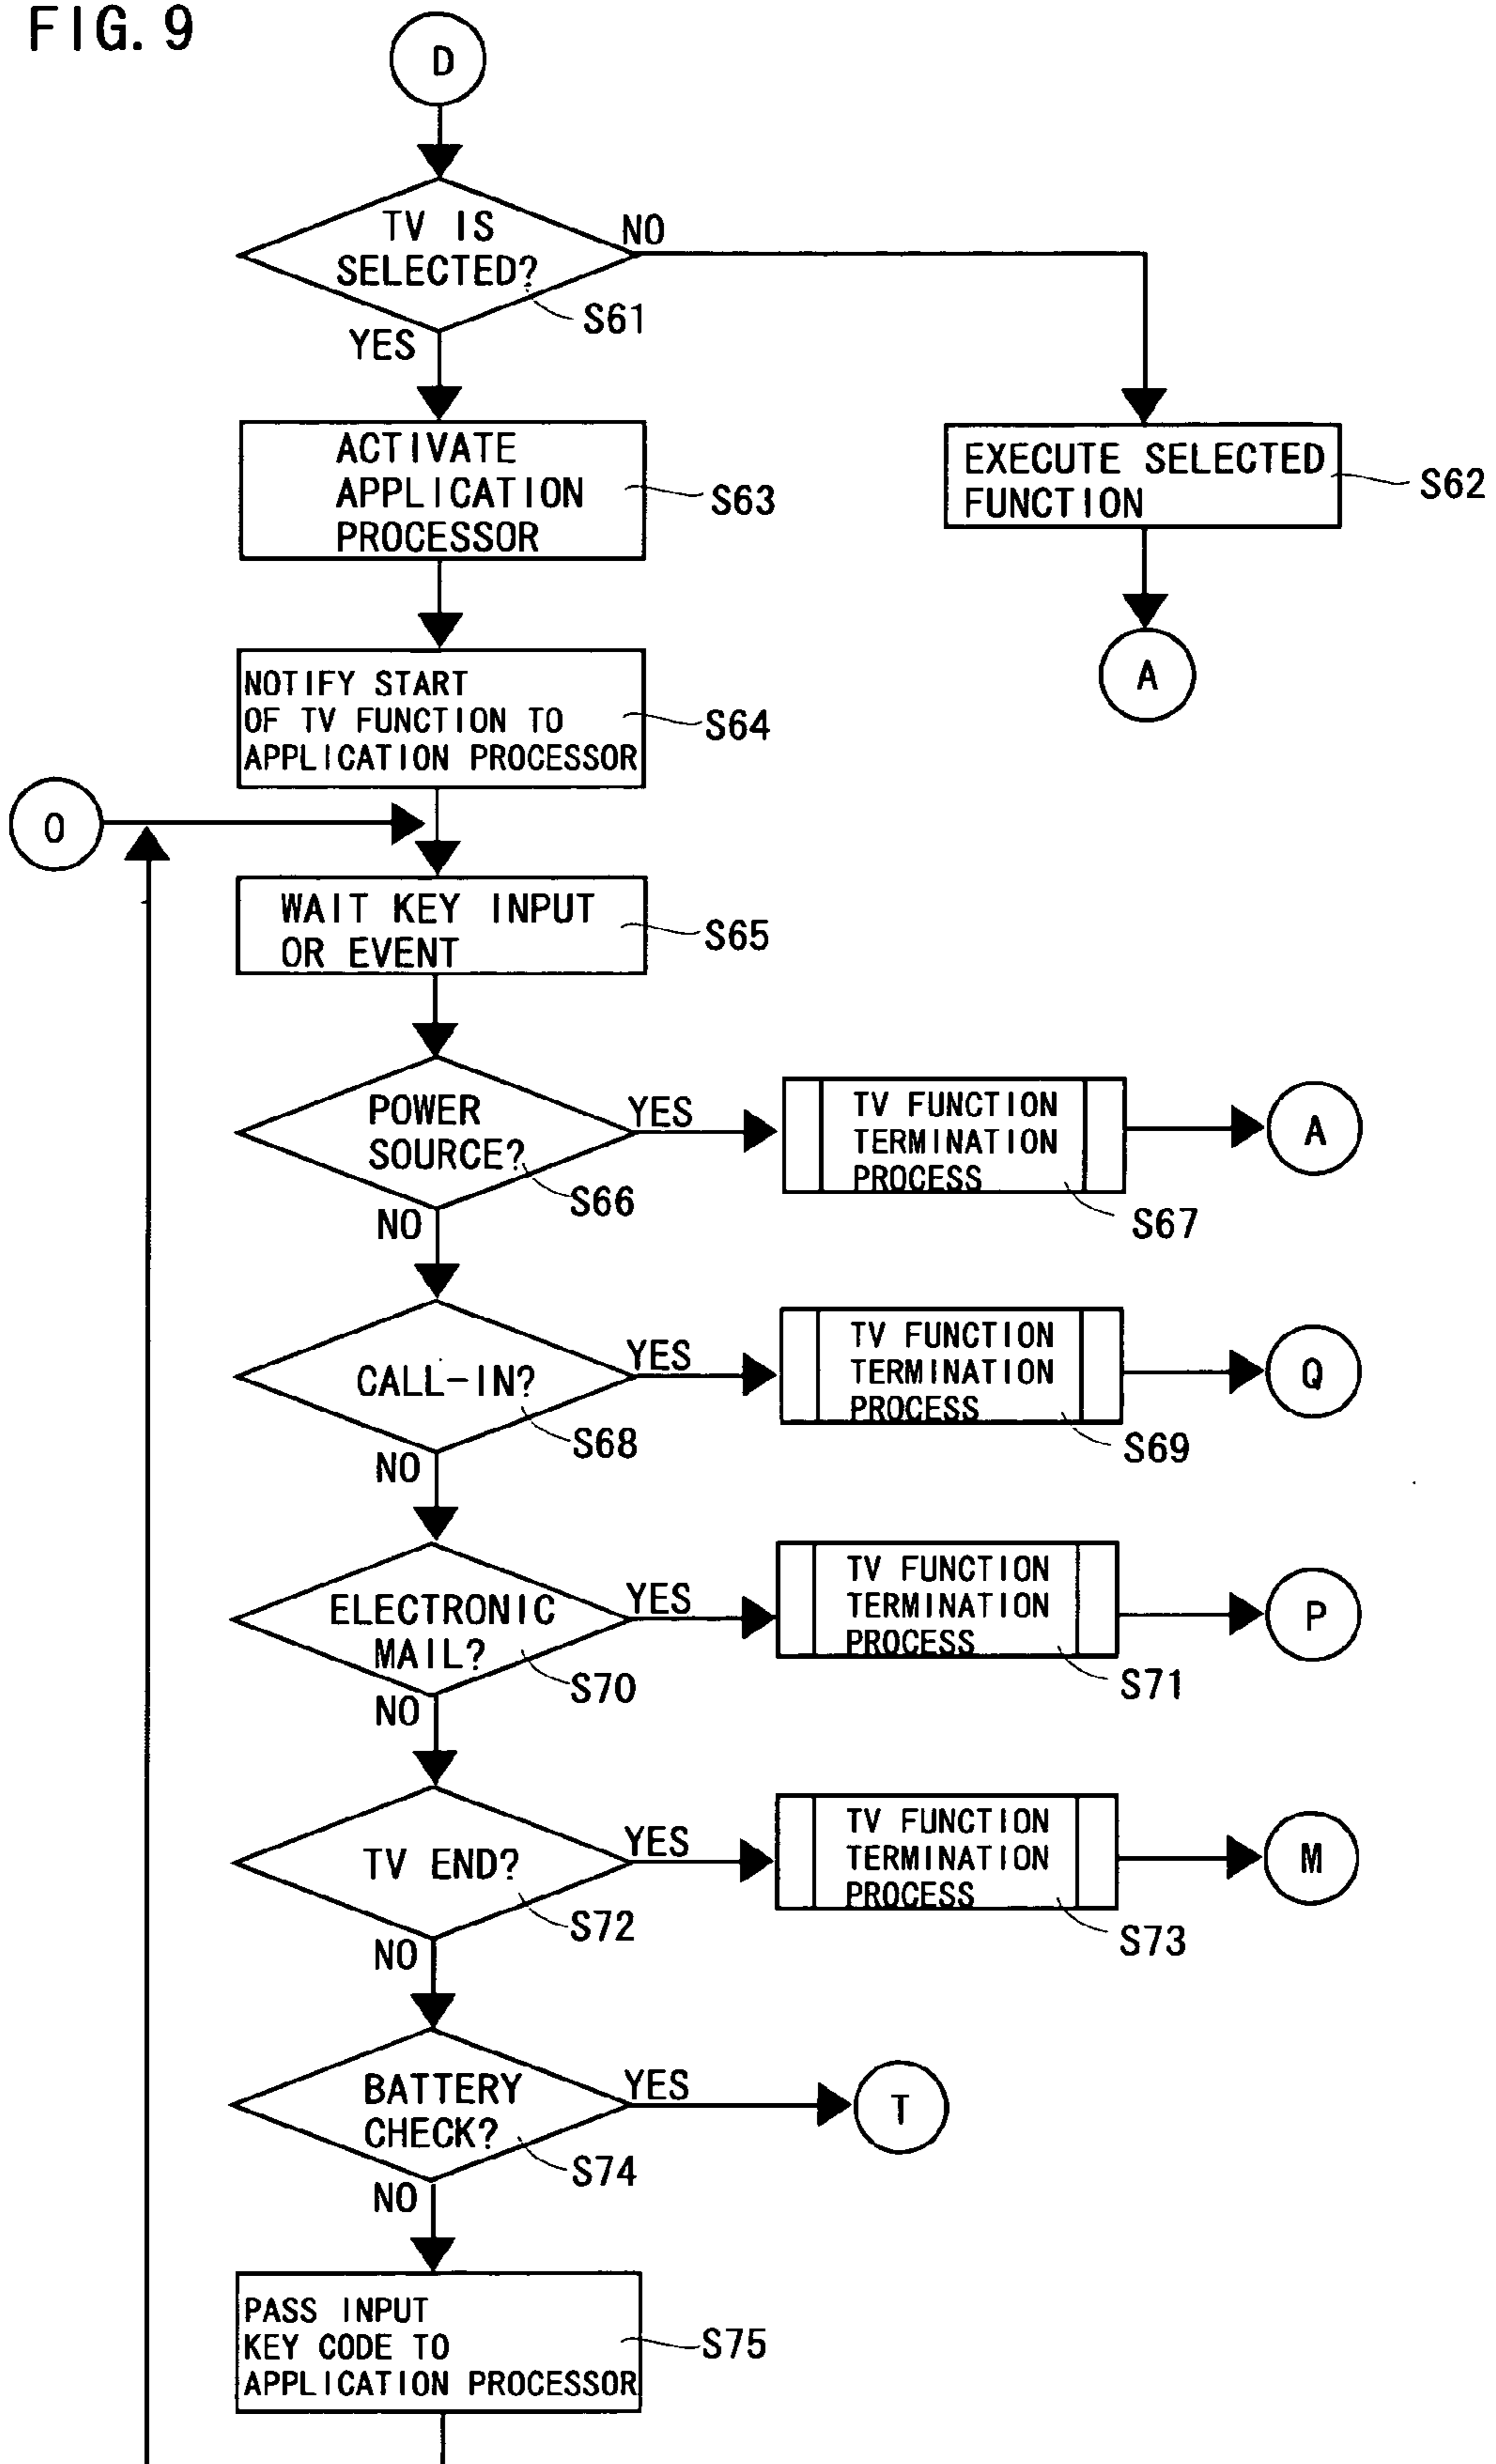 FIG. 9
D
TV IS
SELECTED?
NO
S61
YES
ACTIVATE
APPLICATION
PROCESSOR
S63
EXECUTE SELECTED
FUNCTION
S62
A
NOTIFY START
OF TV FUNCTION TO
APPLICATION PROCESSOR
S64
O
WAIT KEY INPUT
OR EVENT
S65
POWER
SOURCE?
S66
YES
TV FUNCTION
TERMINATION
PROCESS
S67
A
NO
CALL-IN?
S68
YES
TV FUNCTION
TERMINATION
PROCESS
S69
Q
NO
ELECTRONIC
MAIL?
S70
YES
TV FUNCTION
TERMINATION
PROCESS
S71
P
NO
TV END?
S72
YES
TV FUNCTION
TERMINATION
PROCESS
S73
M
NO
BATTERY
CHECK?
S74
YES
T
NO
PASS INPUT
KEY CODE TO
APPLICATION PROCESSOR
S75